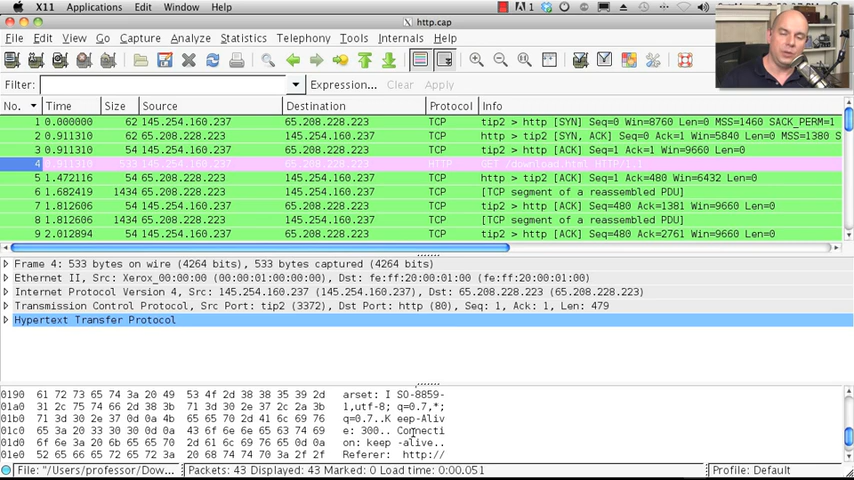 X11 Applications Edit Window Help
http.cap
File Edit View Go Capture Analyze Statistics Telephony Tools Internals Help
Filter: Expression... Clear Apply
No. Time Size Source Destination Protocol Info
1 0.000000 62 145.254.160.237 65.208.228.223 TCP tip2 > http [SYN] Seq=0 Win=8760 Len=0 MSS=1460 SACK_PERM=1
2 0.911310 62 65.208.228.223 145.254.160.237 TCP http > tip2 [SYN, ACK] Seq=0 Ack=1 Win=5840 Len=0 MSS=1380 S
3 0.911310 54 145.254.160.237 65.208.228.223 TCP tip2 > http [ACK] Seq=1 Ack=1 Win=9660 Len=0
4 0.911310 533 145.254.160.237 65.208.228.223 HTTP GET /download.html HTTP/1.1
5 1.472116 54 65.208.228.223 145.254.160.237 TCP http > tip2 [ACK] Seq=1 Ack=480 Win=6432 Len=0
6 1.682419 1434 65.208.228.223 145.254.160.237 TCP [TCP segment of a reassembled PDU]
7 1.812606 54 145.254.160.237 65.208.228.223 TCP tip2 > http [ACK] Seq=480 Ack=1381 Win=9660 Len=0
8 1.812606 1434 65.208.228.223 145.254.160.237 TCP [TCP segment of a reassembled PDU]
9 2.012894 54 145.254.160.237 65.208.228.223 TCP tip2 > http [ACK] Seq=480 Ack=2761 Win=9660 Len=0
Frame 4: 533 bytes on wire (4264 bits), 533 bytes captured (4264 bits)
Ethernet II, Src: Xerox_00:00:00 (00:00:01:00:00:00), Dst: fe:ff:20:00:01:00 (fe:ff:20:00:01:00)
Internet Protocol Version 4, Src: 145.254.160.237 (145.254.160.237), Dst: 65.208.228.223 (65.208.228.223)
Transmission Control Protocol, Src Port: tip2 (3372), Dst Port: http (80), Seq: 1, Ack: 1, Len: 479
Hypertext Transfer Protocol
0190 61 72 73 65 74 3a 20 49 53 4f 2d 38 38 35 39 2d arset: I SO-8859-
01a0 31 2c 75 74 66 2d 38 3b 71 3d 30 2e 37 2c 2a 3b 1,utf-8; q=0.7,*;
01b0 71 3d 30 2e 37 0d 0a 4b 65 65 70 2d 41 6c 69 76 q=0.7..K eep-Aliv
01c0 65 3a 20 33 30 30 0d 0a 43 6f 6e 6e 65 63 74 69 e: 300.. Connecti
01d0 6f 6e 3a 20 6b 65 65 70 2d 61 6c 69 76 65 0d 0a on: keep -alive..
01e0 52 65 66 65 72 65 72 3a 20 68 74 74 70 3a 2f 2f Referer: http://
File: "/Users/professor/Dow... Packets: 43 Displayed: 43 Marked: 0 Load time: 0:00.051 Profile: Default